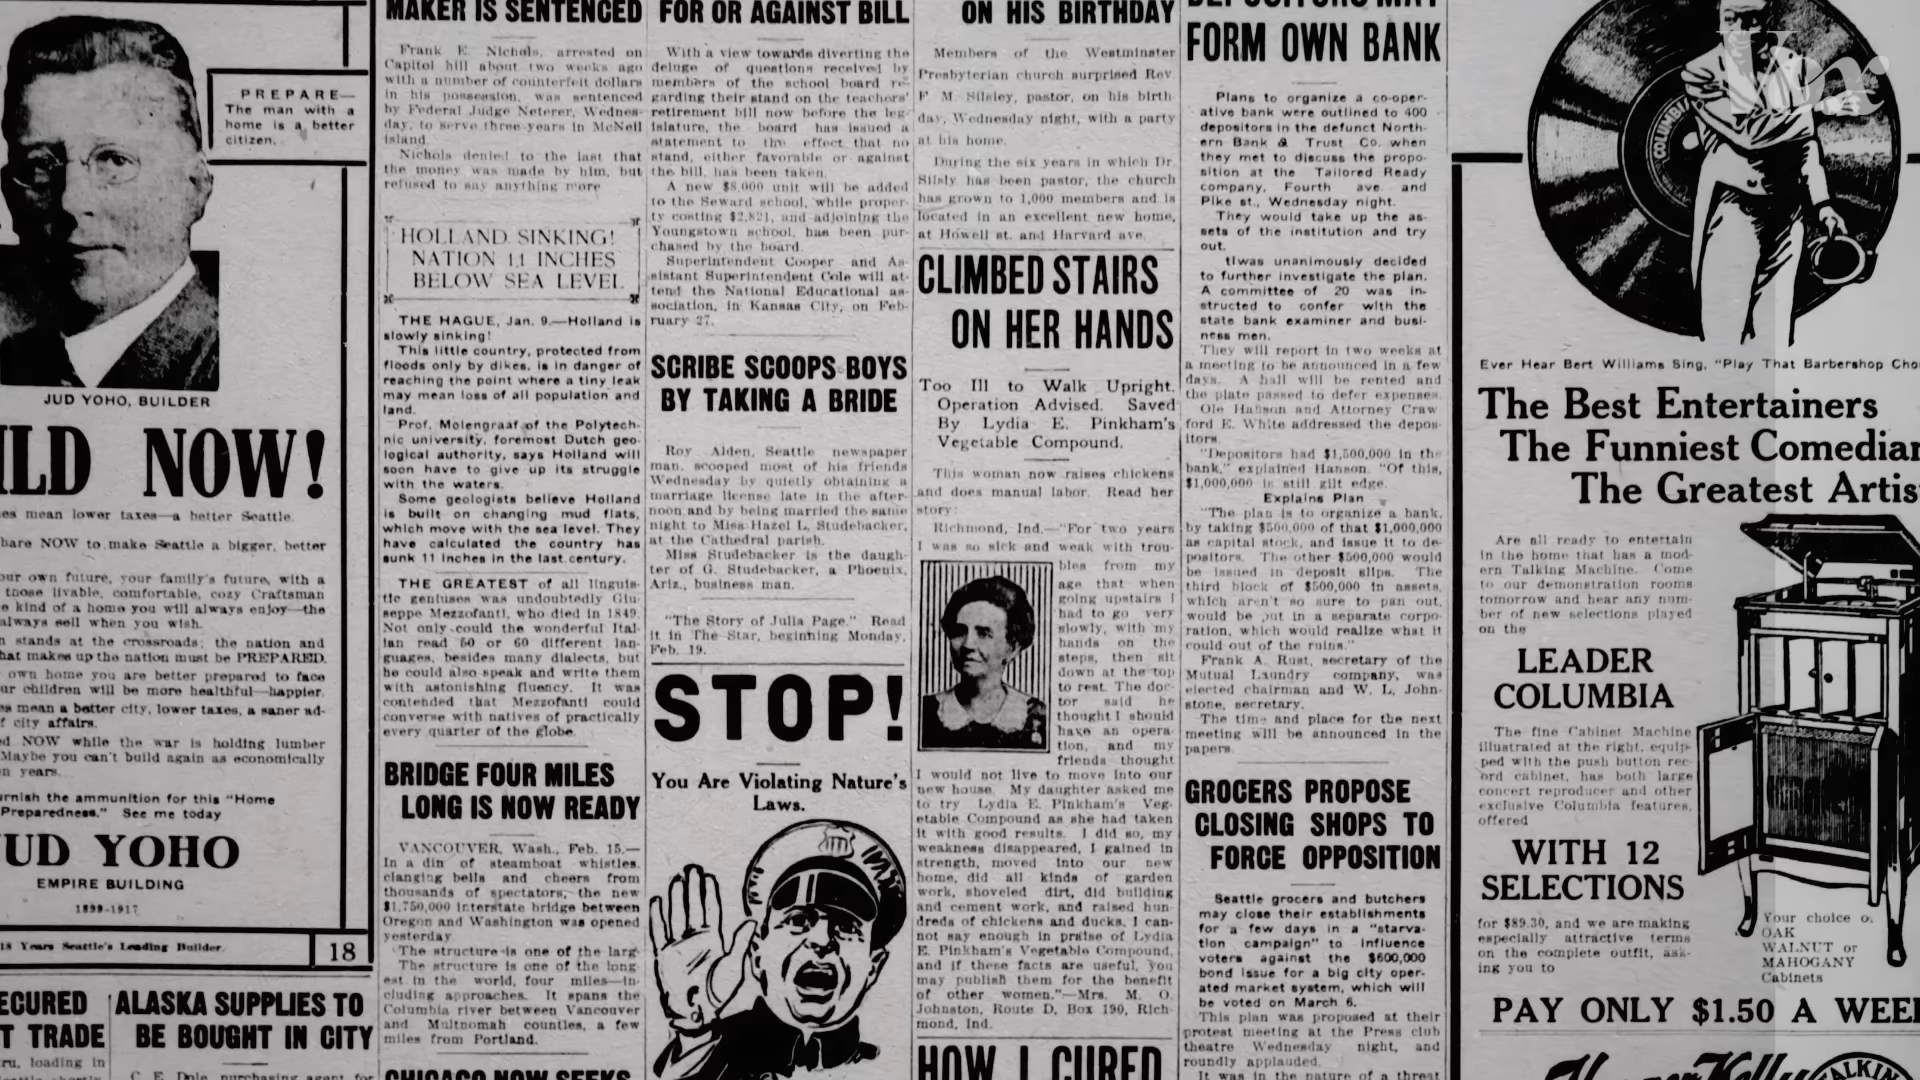 PREPARE—
The man with a
home is a better
citizen.
JUD YOHO, BUILDER
ILD NOW!
es mean lower taxes—a better Seattle.
bare NOW to make Seattle a bigger, better
our own future, your family's future, with a
those livable, comfortable, cozy Craftsman
e kind of a home you will always enjoy—the
always sell when you wish.
n stands at the crossroads; the nation and
hat makes up the nation must be PREPARED.
own home you are better prepared to face
ur children will be more healthful—happier.
es mean a better city, lower taxes, a saner ad-
f city affairs.
d NOW while the war is holding lumber
Maybe you can't build again as economically
n years.
urnish the ammunition for this "Home
Preparedness." See me today
UD YOHO
EMPIRE BUILDING
1899-1917
18 Years Seattle's Leading Builder.
18
ECURED
T TRADE
ru, loading in
ALASKA SUPPLIES TO
BE BOUGHT IN CITY
C. E. Dole, purchasing agent for
MAKER IS SENTENCED
Frank E. Nichols, arrested on
Capitol hill about two weeks ago
with a number of counterfeit dollars
in his possession, was sentenced
by Federal Judge Neterer, Wednes-
day, to serve three years in McNeil
island.
Nichols denied to the last that
the money was made by him, but
refused to say anything more
HOLLAND SINKING!
NATION 11 INCHES
BELOW SEA LEVEL
THE HAGUE, Jan. 9.—Holland is
slowly sinking!
This little country, protected from
floods only by dikes, is in danger of
reaching the point where a tiny leak
may mean loss of all population and
land.
Prof. Molengraaf of the Polytech-
nic university, foremost Dutch geo-
logical authority, says Holland will
soon have to give up its struggle
with the waters.
Some geologists believe Holland
is built on changing mud flats,
which move with the sea level. They
have calculated the country has
sunk 11 inches in the last century.
THE GREATEST of all linguis-
tic geniuses was undoubtedly Giu-
seppe Mezzofanti, who died in 1849.
Not only could the wonderful Ital-
ian read 50 or 60 different lan-
guages, besides many dialects, but
he could also speak and write them
with astonishing fluency. It was
contended that Mezzofanti could
converse with natives of practically
every quarter of the globe.
BRIDGE FOUR MILES
LONG IS NOW READY
VANCOUVER, Wash., Feb. 15.—
In a din of steamboat whistles,
clanging bells and cheers from
thousands of spectators, the new
$1,750,000 interstate bridge between
Oregon and Washington was opened
yesterday.
The structure is one of the larg-
The structure is one of the long-
est in the world, four miles—in-
cluding approaches. It spans the
Columbia river between Vancouver
and Multnomah counties, a few
miles from Portland.
CHICAGO NOW SEEKS
FOR OR AGAINST BILL
With a view towards diverting the
deluge of questions received by
members of the school board re-
garding their stand on the teachers'
retirement bill now before the leg-
islature, the board has issued a
statement to the effect that no
stand, either favorable or against
the bill, has been taken.
A new $8,000 unit will be added
to the Seward school, while proper-
ty costing $2,821, and adjoining the
Youngstown school, has been pur-
chased by the board.
Superintendent Cooper and As-
sistant Superintendent Cole will at-
tend the National Educational as-
sociation, in Kansas City, on Feb-
ruary 27.
SCRIBE SCOOPS BOYS
BY TAKING A BRIDE
Roy Alden, Seattle newspaper
man, scooped most of his friends
Wednesday by quietly obtaining a
marriage license late in the after-
noon and by being married the same
night to Miss Hazel L. Studebacker,
at the Cathedral parish.
Miss Studebacker is the daugh-
ter of G. Studebacker, a Phoenix,
Ariz., business man.
"The Story of Julia Page." Read
it in The Star, beginning Monday,
Feb. 19.
STOP!
You Are Violating Nature's
Laws.
ON HIS BIRTHDAY
Members of the Westminster
Presbyterian church surprised Rev.
F. M. Silsley, pastor, on his birth
day, Wednesday night, with a party
at his home.
During the six years in which Dr.
Silsly has been pastor, the church
has grown to 1,000 members and is
located in an excellent new home,
at Howell st. and Harvard ave.
CLIMBED STAIRS
ON HER HANDS
Too Ill to Walk Upright.
Operation Advised. Saved
By Lydia E. Pinkham's
Vegetable Compound.
This woman now raises chickens
and does manual labor. Read her
story:
Richmond, Ind.—"For two years
I was so sick and weak with trou-
bles from my
age that when
going upstairs I
had to go very
slowly, with my
hands on the
steps, then sit
down at the top
to rest. The doc-
tor said he
thought I should
have an opera-
tion, and my
friends thought
I would not live to move into our
new house. My daughter asked me
to try Lydia E. Pinkham's Veg-
etable Compound as she had taken
it with good results. I did so, my
weakness disappeared, I gained in
strength, moved into our new
home, did all kinds of garden
work, shoveled dirt, did building
and cement work, and raised hun-
dreds of chickens and ducks. I can-
not say enough in praise of Lydia
E. Pinkham's Vegetable Compound,
and if these facts are useful, you
may publish them for the benefit
of other women."—Mrs. M. O.
Johnston, Route D, Box 190, Rich-
mond, Ind.
HOW I CURED
DEPOSITORS MAY
FORM OWN BANK
Plans to organize a co-oper-
ative bank were outlined to 400
depositors in the defunct North-
ern Bank & Trust Co. when
they met to discuss the propo-
sition at the Tailored Ready
company, Fourth ave. and
Pike st., Wednesday night.
They would take up the as-
sets of the institution and try
out.
tiwas unanimously decided
to further investigate the plan.
A committee of 20 was in-
structed to confer with the
state bank examiner and busi-
ness men.
They will report in two weeks at
a meeting to be announced in a few
days. A hall will be rented and
the plate passed to defer expenses.
Ole Hanson and Attorney Craw
ford E. White addressed the depos-
itors.
"Depositors had $1,500,000 in the
bank," explained Hanson. "Of this,
$1,000,000 is still gilt edge.
Explains Plan
"The plan is to organize a bank,
by taking $500,000 of that $1,000,000
as capital stock, and issue it to de-
positors. The other $500,000 would
be issued in deposit slips. The
third block of $500,000 in assets,
which aren't so sure to pan out,
would be put in a separate corpo-
ration, which would realize what it
could out of the ruins."
Frank A. Rust, secretary of the
Mutual Laundry company, was
elected chairman and W. L. John-
stone, secretary.
The time and place for the next
meeting will be announced in the
papers.
GROCERS PROPOSE
CLOSING SHOPS TO
FORCE OPPOSITION
Seattle grocers and butchers
may close their establishments
for a few days in a "starva-
tion campaign" to influence
voters against the $600,000
bond issue for a big city oper-
ated market system, which will
be voted on March 6.
This plan was proposed at their
protest meeting at the Press club
theatre Wednesday night, and
roundly applauded.
It was in the nature of a threat
Vox
COLUMBIA
Ever Hear Bert Williams Sing, "Play That Barbershop Cho
The Best Entertainers
The Funniest Comedian
The Greatest Artis
Are all ready to entertain
in the home that has a mod-
ern Talking Machine. Come
to our demonstration rooms
tomorrow and hear any num-
ber of new selections played
on the
LEADER
COLUMBIA
The fine Cabinet Machine
illustrated at the right, equip-
ped with the push button rec-
ord cabinet, has both large
concert reproducer and other
exclusive Columbia features,
offered
WITH 12
SELECTIONS
for $89.30, and we are making
especially attractive terms
on the complete outfit, ask-
ing you to
Your choice o.
OAK
WALNUT or
MAHOGANY
Cabinets
PAY ONLY $1.50 A WEE